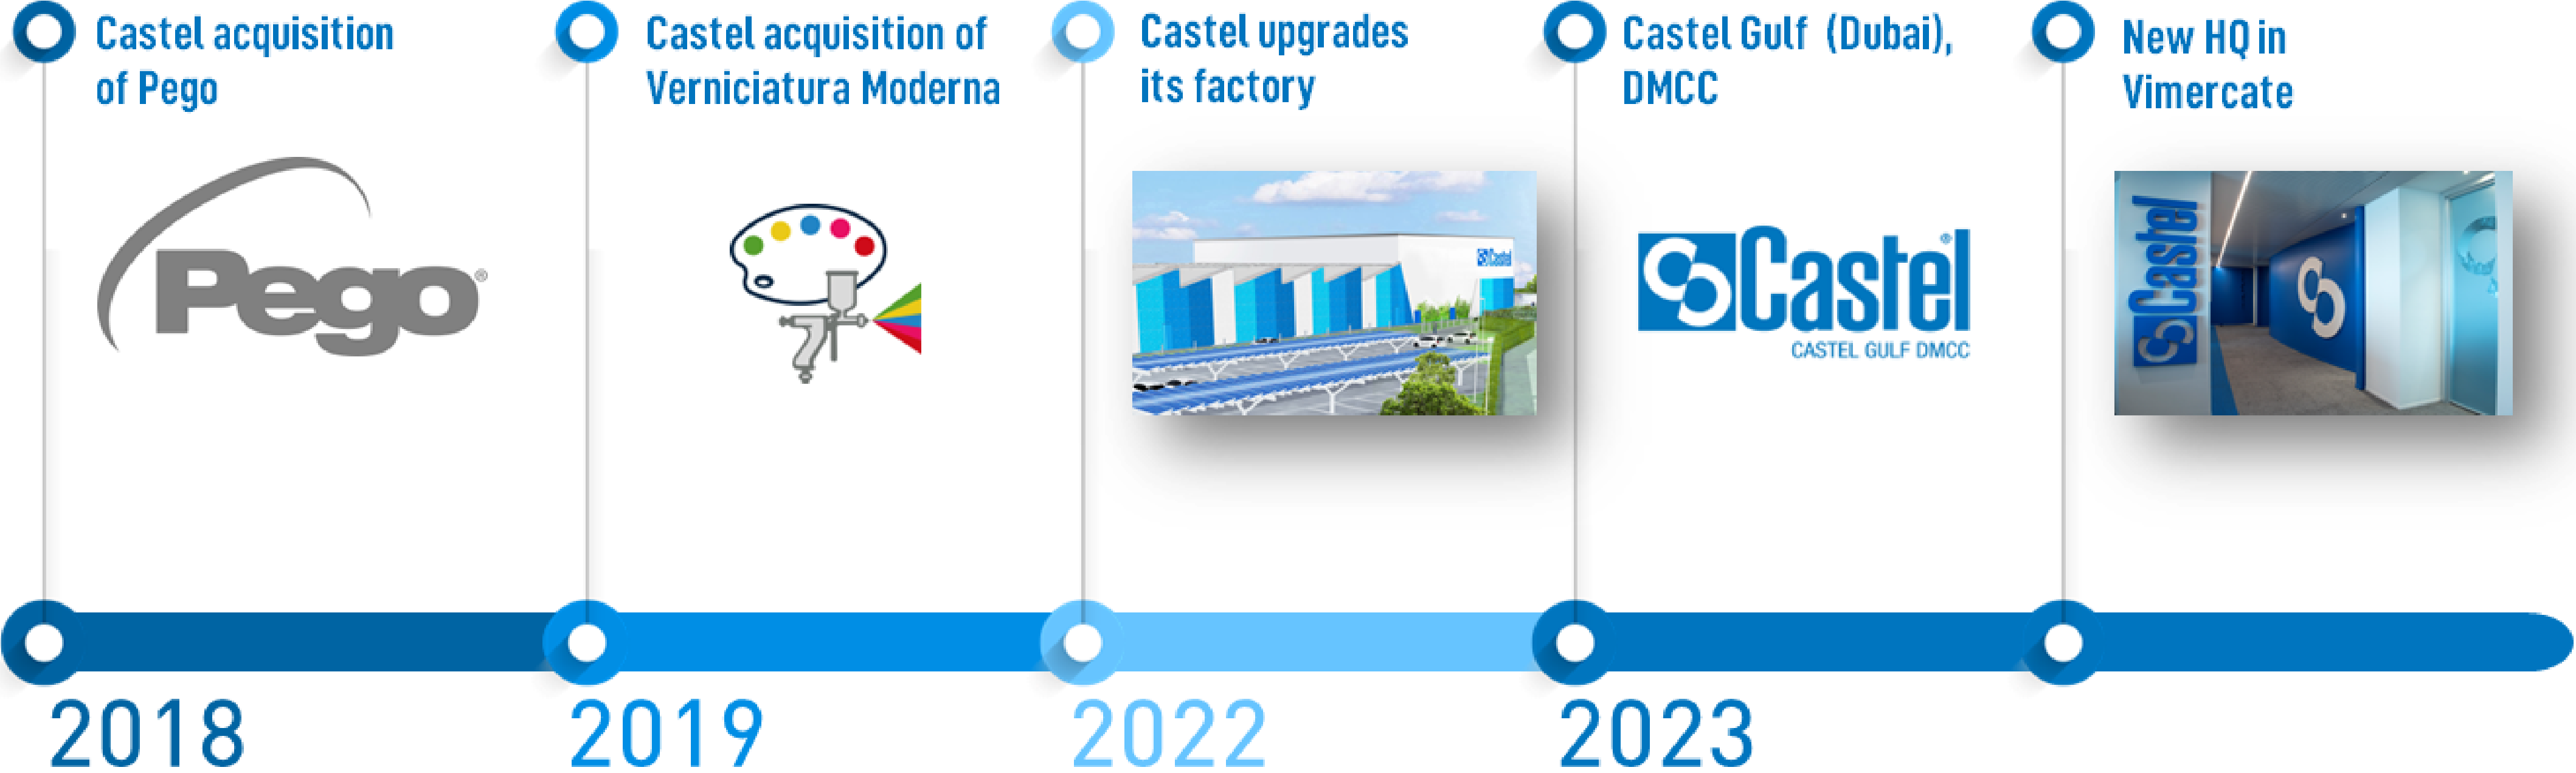 Castel acquisition
of Pego
Castel acquisition of
Verniciatura Moderna
Castel upgrades
its factory
Castel Gulf (Dubai),
DMCC
New HQ in
Vimercate
Pego®
Castel
Castel®
CASTEL GULF DMCC
Castel
2018
2019
2022
2023